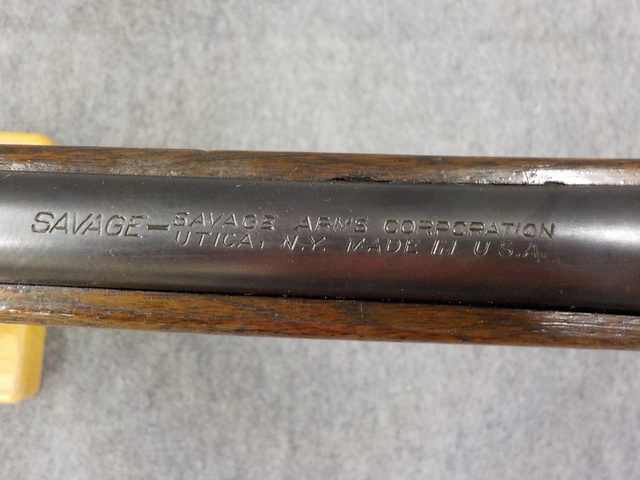 SAVAGE— SAVAGE ARMS CORPORATION
UTICA, N.Y. MADE IN U.S.A.